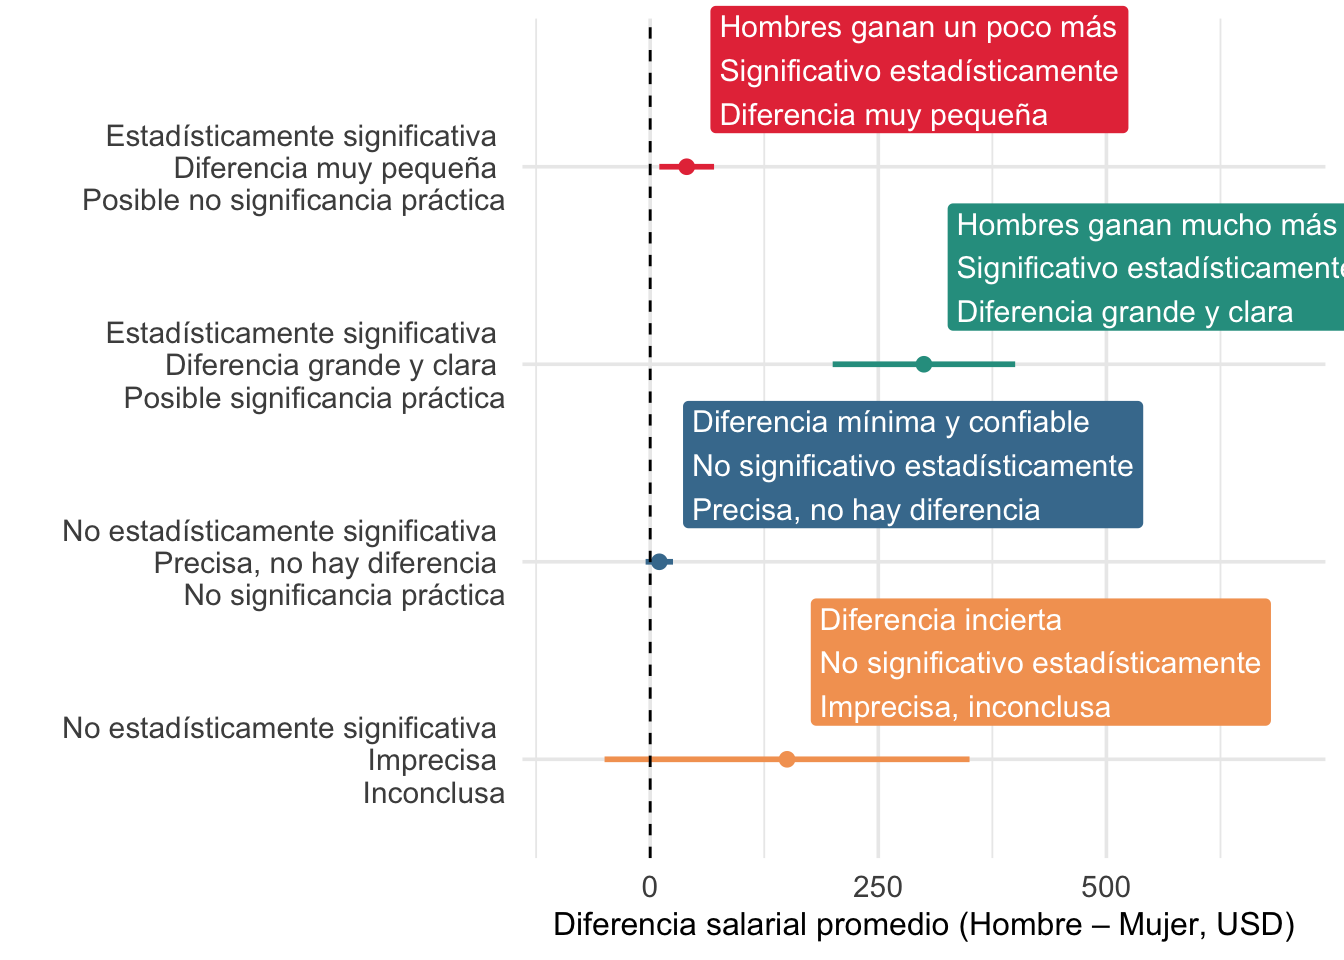 Hombres ganan un poco más
Significativo estadísticamente
Diferencia muy pequeña
Estadísticamente significativa
Diferencia muy pequeña
Posible no significancia práctica
Hombres ganan mucho más
Significativo estadísticamente
Diferencia grande y clara
Estadísticamente significativa
Diferencia grande y clara
Posible significancia práctica
Diferencia mínima y confiable
No significativo estadísticamente
Precisa, no hay diferencia
No estadísticamente significativa
Precisa, no hay diferencia
No significancia práctica
Diferencia incierta
No significativo estadísticamente
Imprecisa, inconclusa
No estadísticamente significativa
Imprecisa
Inconclusa
0 250 500
Diferencia salarial promedio (Hombre – Mujer, USD)